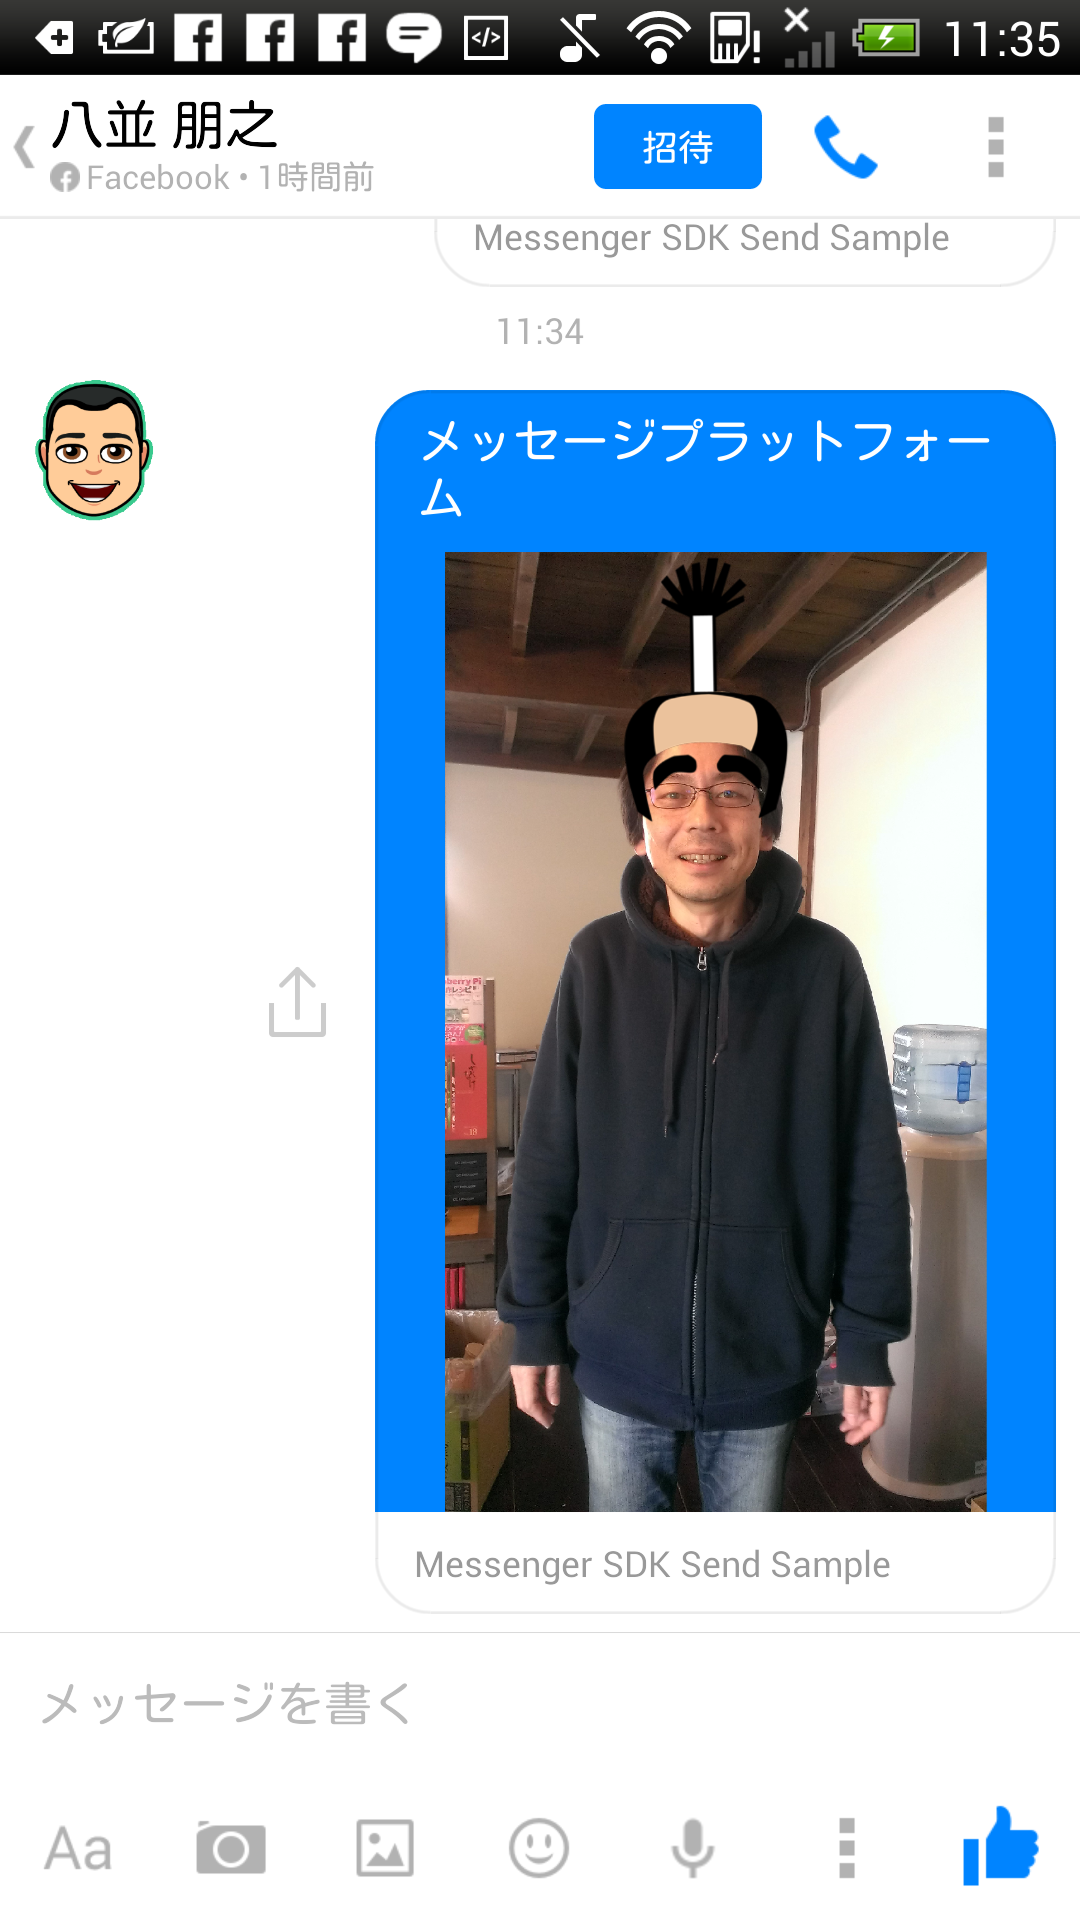 11:35
八並 朋之
Facebook • 1時間前
招待
Messenger SDK Send Sample
11:34
メッセージプラットフォー
ム
Messenger SDK Send Sample
メッセージを書く
Aa